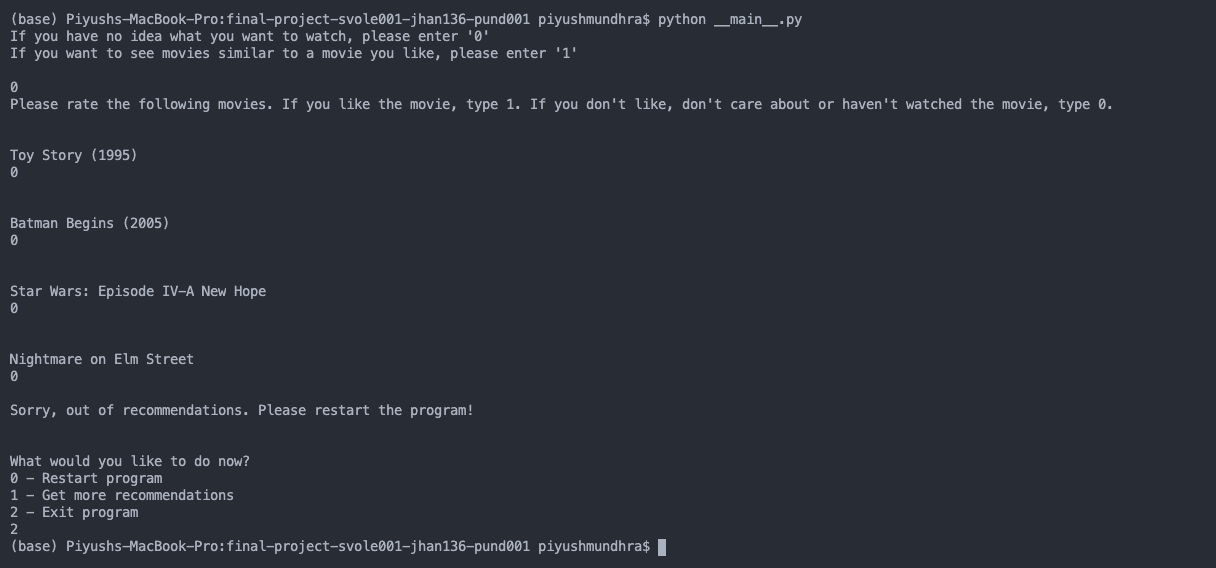 (base) Piyushs-MacBook-Pro:final-project-svole001-jhan136-pund001 piyushmundhra$ python __main__.py
If you have no idea what you want to watch, please enter '0'
If you want to see movies similar to a movie you like, please enter '1'
0
Please rate the following movies. If you like the movie, type 1. If you don't like, don't care about or haven't watched the movie, type 0.
Toy Story (1995)
0
Batman Begins (2005)
0
Star Wars: Episode IV-A New Hope
0
Nightmare on Elm Street
0
Sorry, out of recommendations. Please restart the program!
What would you like to do now?
0 - Restart program
1 - Get more recommendations
2 - Exit program
2
(base) Piyushs-MacBook-Pro:final-project-svole001-jhan136-pund001 piyushmundhra$